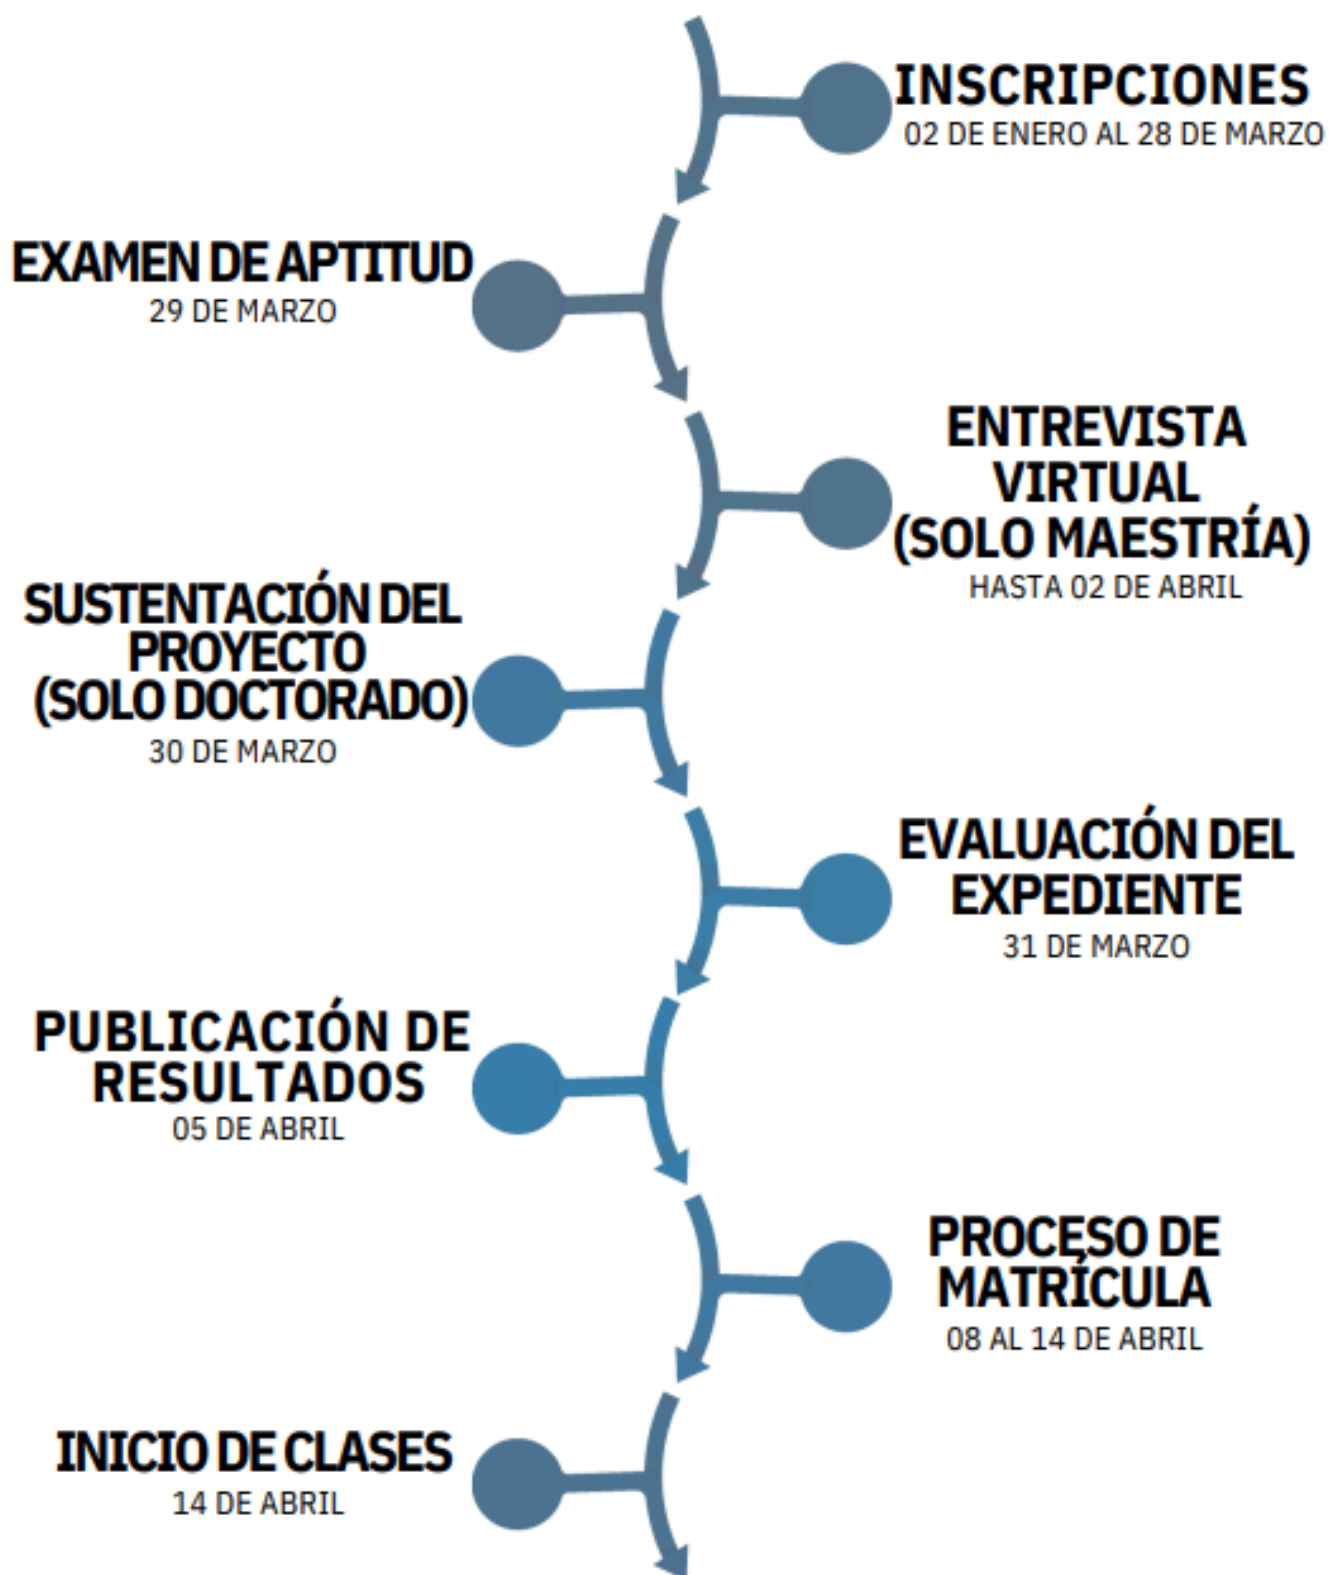 INSCRIPCIONES
02 DE ENERO AL 28 DE MARZO
EXAMEN DE APTITUD
29 DE MARZO
ENTREVISTA
VIRTUAL
(SOLO MAESTRÍA)
HASTA 02 DE ABRIL
SUSTENTACIÓN DEL
PROYECTO
(SOLO DOCTORADO)
30 DE MARZO
EVALUACIÓN DEL
EXPEDIENTE
31 DE MARZO
PUBLICACIÓN DE
RESULTADOS
05 DE ABRIL
PROCESO DE
MATRÍCULA
08 AL 14 DE ABRIL
INICIO DE CLASES
14 DE ABRIL